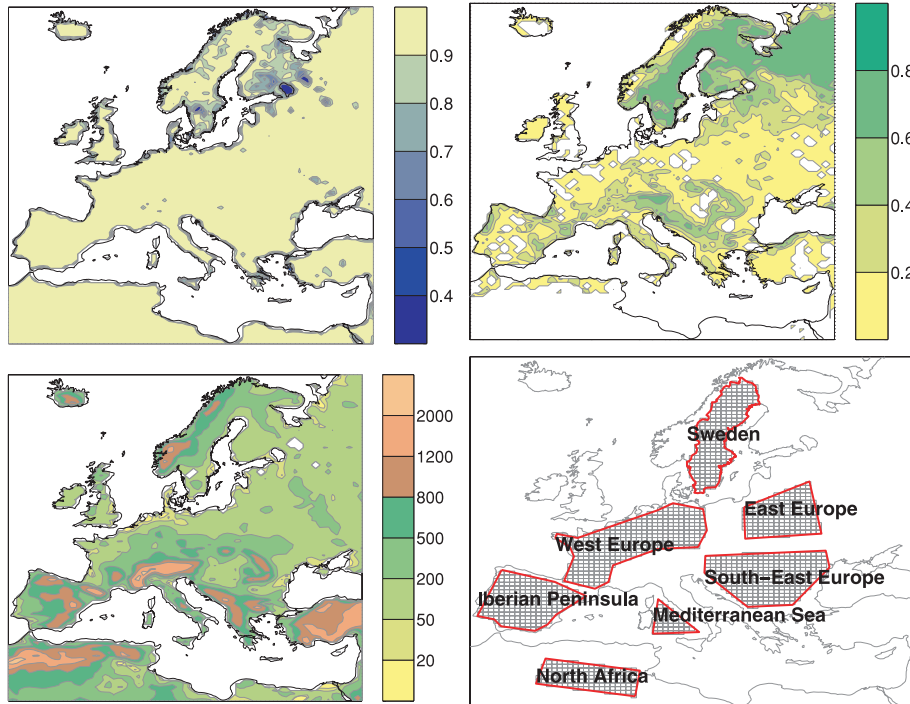 0.9
0.8
0.7
0.6
0.5
0.4
0.8
0.6
0.4
0.2
2000
1200
800
500
200
50
20
Sweden
East Europe
West Europe
South-East Europe
Iberian Peninsula
Mediterranean Sea
North Africa